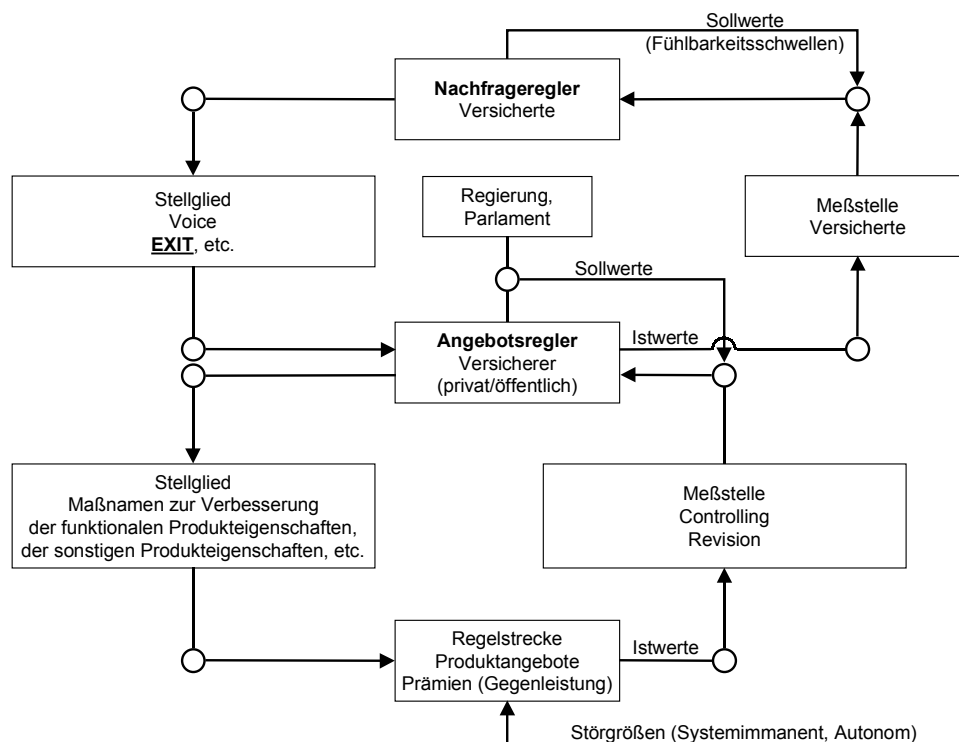 Sollwerte
(Fühlbarkeitsschwellen)
Nachfrageregler
Versicherte
Stellglied
Voice
EXIT, etc.
Regierung,
Parlament
Meßstelle
Versicherte
Sollwerte
Angebotsregler
Versicherer
(privat/öffentlich)
Istwerte
Stellglied
Maßnamen zur Verbesserung
der funktionalen Produkteigenschaften,
der sonstigen Produkteigenschaften, etc.
Meßstelle
Controlling
Revision
Regelstrecke
Produktangebote
Prämien (Gegenleistung)
Istwerte
Störgrößen (Systemimmanent, Autonom)